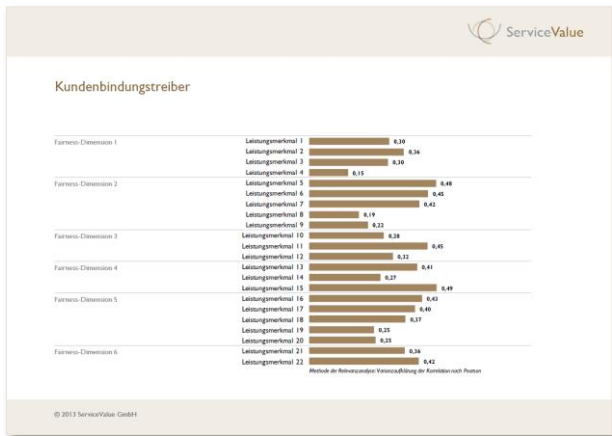 ServiceValue
Kundenbindungstreiber
Fairness-Dimension 1 Leistungsmerkmal 1 0,30
Leistungsmerkmal 2 0,36
Leistungsmerkmal 3 0,30
Leistungsmerkmal 4 0,15
Fairness-Dimension 2 Leistungsmerkmal 5 0,48
Leistungsmerkmal 6 0,45
Leistungsmerkmal 7 0,42
Leistungsmerkmal 8 0,19
Leistungsmerkmal 9 0,22
Fairness-Dimension 3 Leistungsmerkmal 10 0,28
Leistungsmerkmal 11 0,45
Leistungsmerkmal 12 0,32
Fairness-Dimension 4 Leistungsmerkmal 13 0,41
Leistungsmerkmal 14 0,27
Leistungsmerkmal 15 0,49
Fairness-Dimension 5 Leistungsmerkmal 16 0,43
Leistungsmerkmal 17 0,40
Leistungsmerkmal 18 0,37
Leistungsmerkmal 19 0,25
Leistungsmerkmal 20 0,25
Fairness-Dimension 6 Leistungsmerkmal 21 0,36
Leistungsmerkmal 22 0,42
Methode der Relevanzanalyse: Varianzaufklärung der Korrelation nach Pearson
© 2013 ServiceValue GmbH